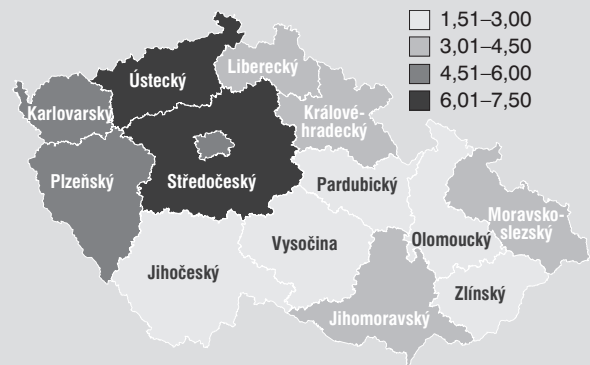 1,51–3,00
3,01–4,50
4,51–6,00
6,01–7,50
Ústecký
Liberecký
Karlovarský
Králové-
hradecký
Plzeňský
Středočeský
Pardubický
Moravsko-
slezský
Vysočina
Olomoucký
Jihočeský
Zlínský
Jihomoravský